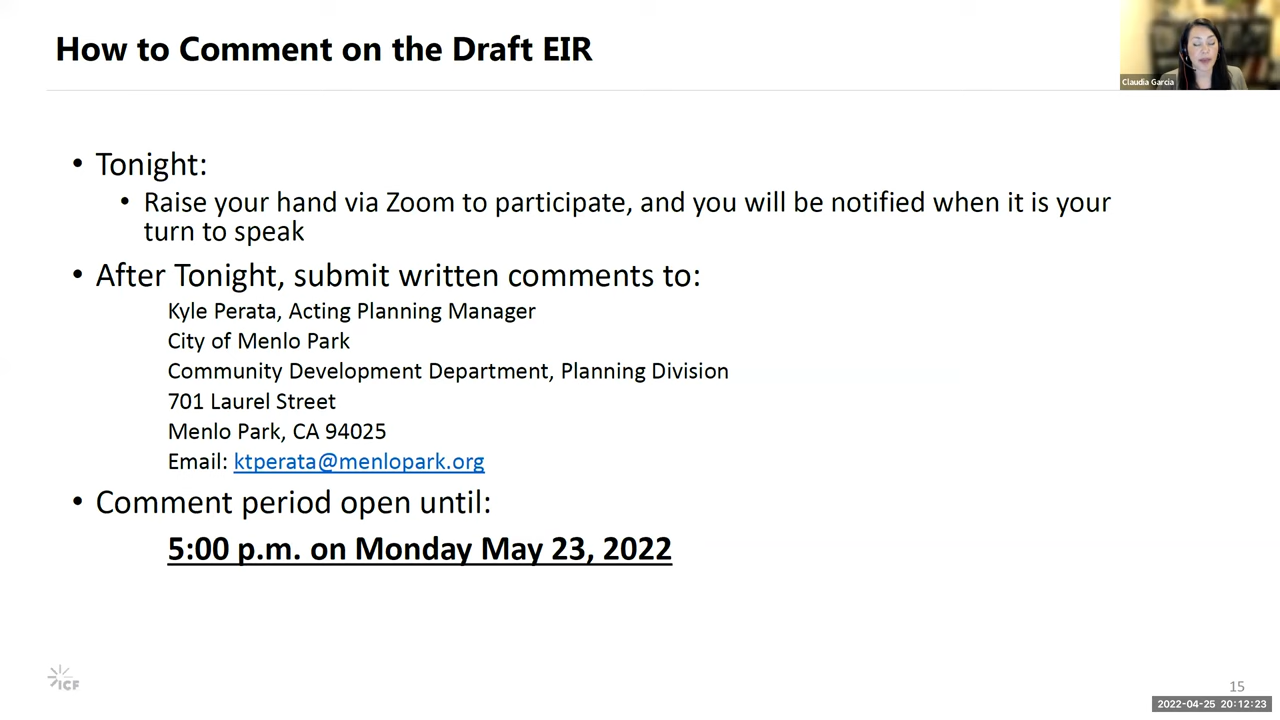 How to Comment on the Draft EIR
Claudia Garcia
• Tonight:
• Raise your hand via Zoom to participate, and you will be notified when it is your
turn to speak
• After Tonight, submit written comments to:
Kyle Perata, Acting Planning Manager
City of Menlo Park
Community Development Department, Planning Division
701 Laurel Street
Menlo Park, CA 94025
Email: ktperata@menlopark.org
• Comment period open until:
5:00 p.m. on Monday May 23, 2022
ICF
15
2022-04-25 20:12:23